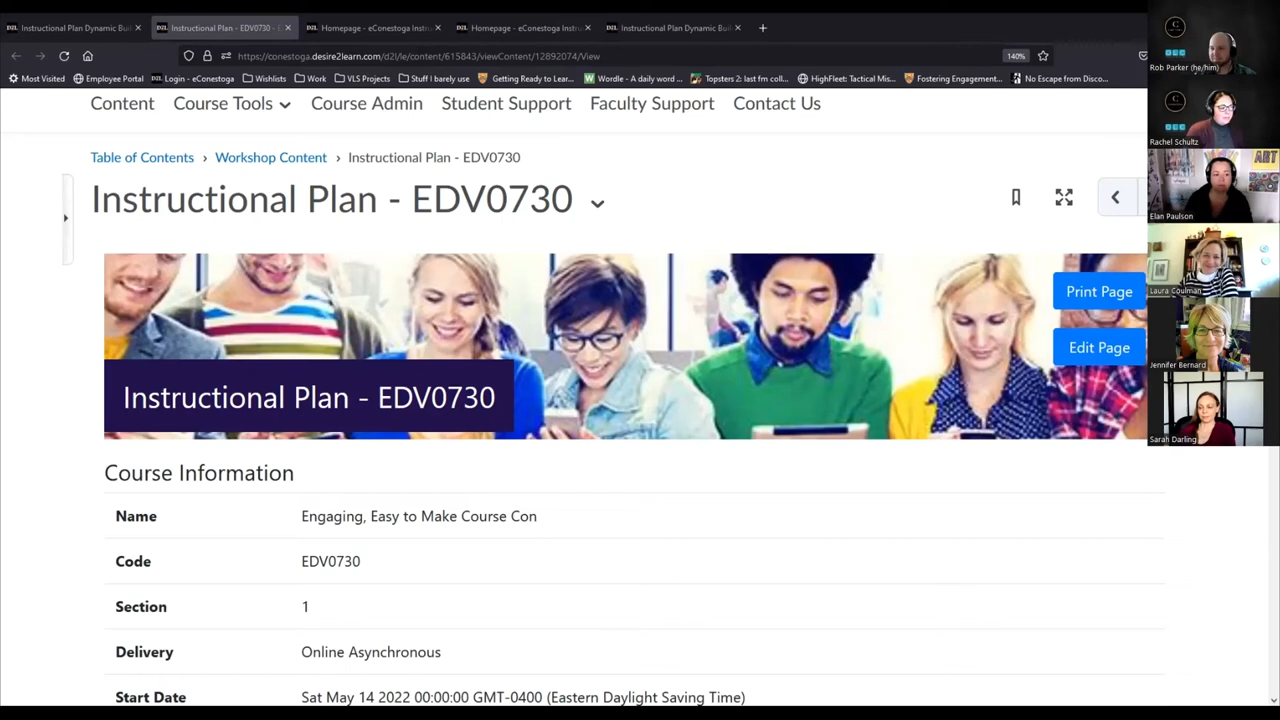 Instructional Plan Dynamic Buil
Instructional Plan - EDV0730 -
Homepage - eConestoga Instru
Homepage - eConestoga Instru
Instructional Plan Dynamic Buil
https://conestoga.desire2learn.com/d2l/le/content/615843/viewContent/12892074/View
140%
Most Visited
Employee Portal
D2L
Login - eConestoga
Wishlists
Work
VLS Projects
Stuff I barely use
Getting Ready to Lear...
Wordle - A daily word ...
Topsters 2: last fm coll...
HighFleet: Tactical Mis...
Fostering Engagement...
No Escape from Disco...
Content
Course Tools
Course Admin
Student Support
Faculty Support
Contact Us
Table of Contents › Workshop Content › Instructional Plan - EDV0730
Instructional Plan - EDV0730
Print Page
Edit Page
Instructional Plan - EDV0730
Course Information
Name Engaging, Easy to Make Course Con
Code EDV0730
Section 1
Delivery Online Asynchronous
Start Date Sat May 14 2022 00:00:00 GMT-0400 (Eastern Daylight Saving Time)
Rob Parker (he/him)
Rachel Schultz
ABT
Elan Paulson
Laura Coulman
Jennifer Bernard
Sarah Darling